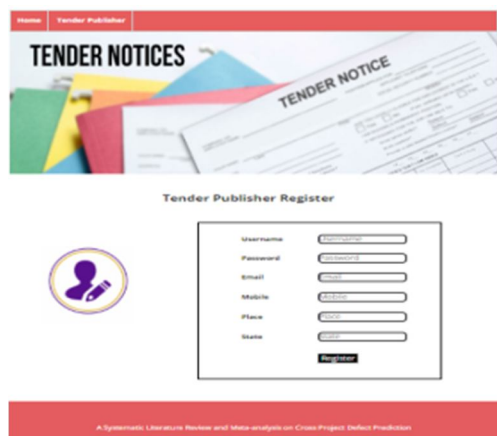 Home Tender Publisher
TENDER NOTICES
TENDER NOTICE
Tender Publisher Register
Username Username
Password Password
Email Email
Mobile Mobile
Place Place
State State
Register
A Systematic Literature Review and Meta-analysis on Cross Project Defect Prediction